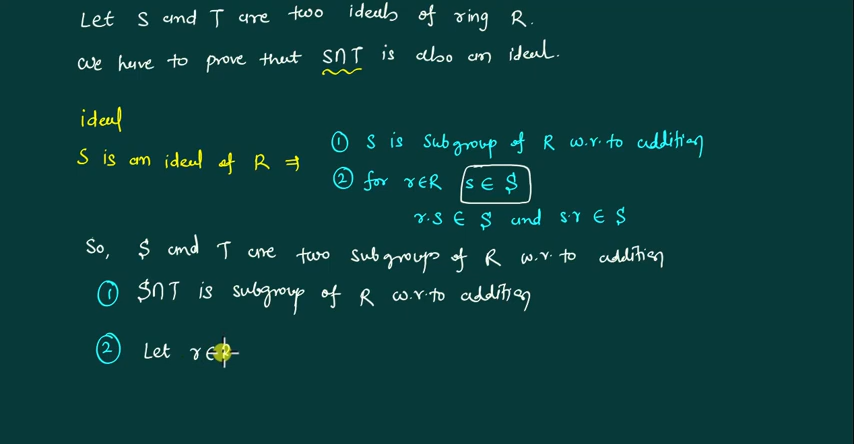 Let S and T are two ideals of ring R.
We have to prove that S∩T is also an ideal.
ideal
S is an ideal of R ⇒
① S is subgroup of R w.r.to addition
② for r∈R s∈$
r.s ∈ $ and s.r ∈ $
So, $ and T are two subgroups of R w.r.to addition
① $∩T is subgroup of R w.r.to addition
② Let r∈R